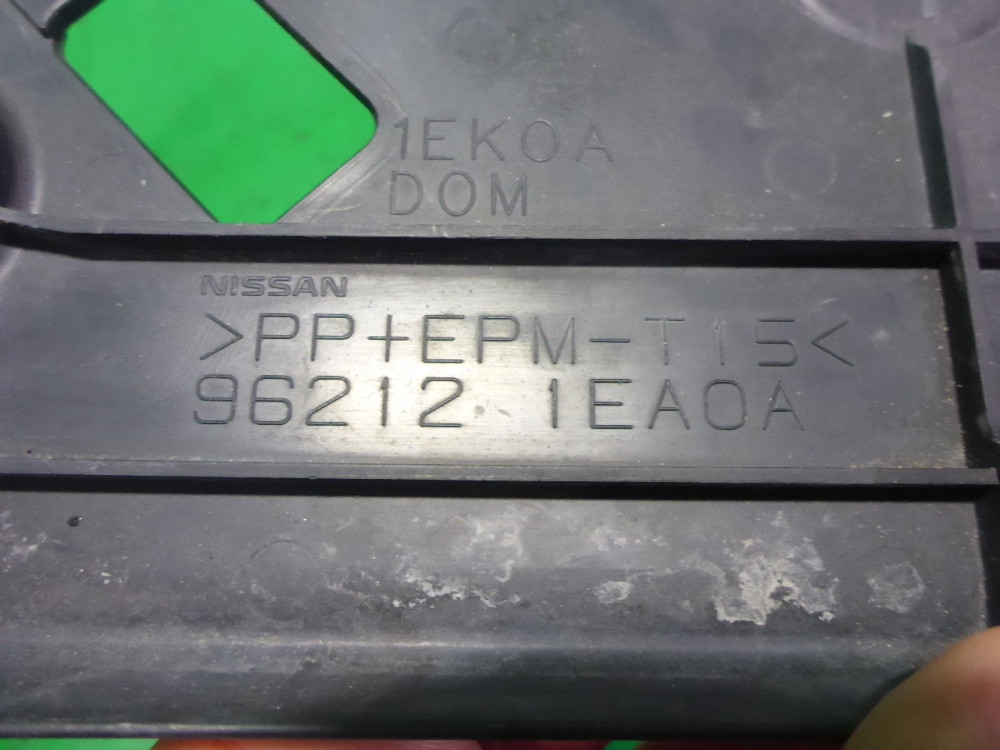 1EK0A
DOM
NISSAN
>PP+EPM-T15<
96212 1EA0A